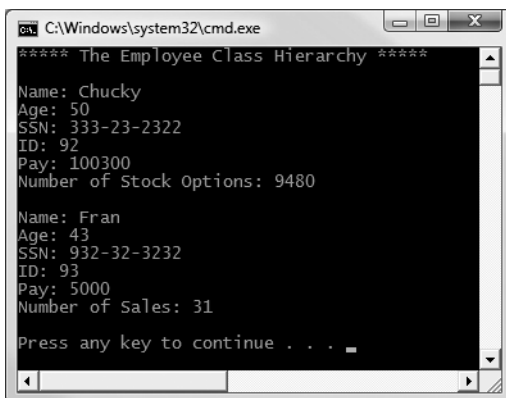 C:\Windows\system32\cmd.exe
***** The Employee Class Hierarchy *****
Name: Chucky
Age: 50
SSN: 333-23-2322
ID: 92
Pay: 100300
Number of Stock Options: 9480
Name: Fran
Age: 43
SSN: 932-32-3232
ID: 93
Pay: 5000
Number of Sales: 31
Press any key to continue . . .